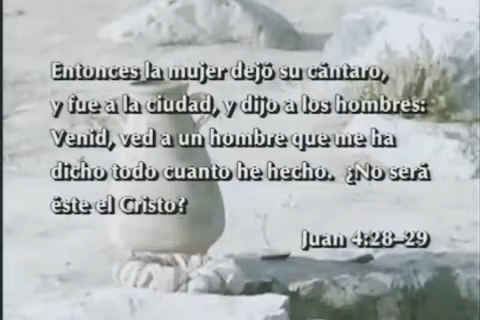 Entonces la mujer dejó su cántaro,
y fue a la ciudad, y dijo a los hombres:
Venid, ved a un hombre que me ha
dicho todo cuanto he hecho. ¿No será
éste el Cristo?
Juan 4:28-29